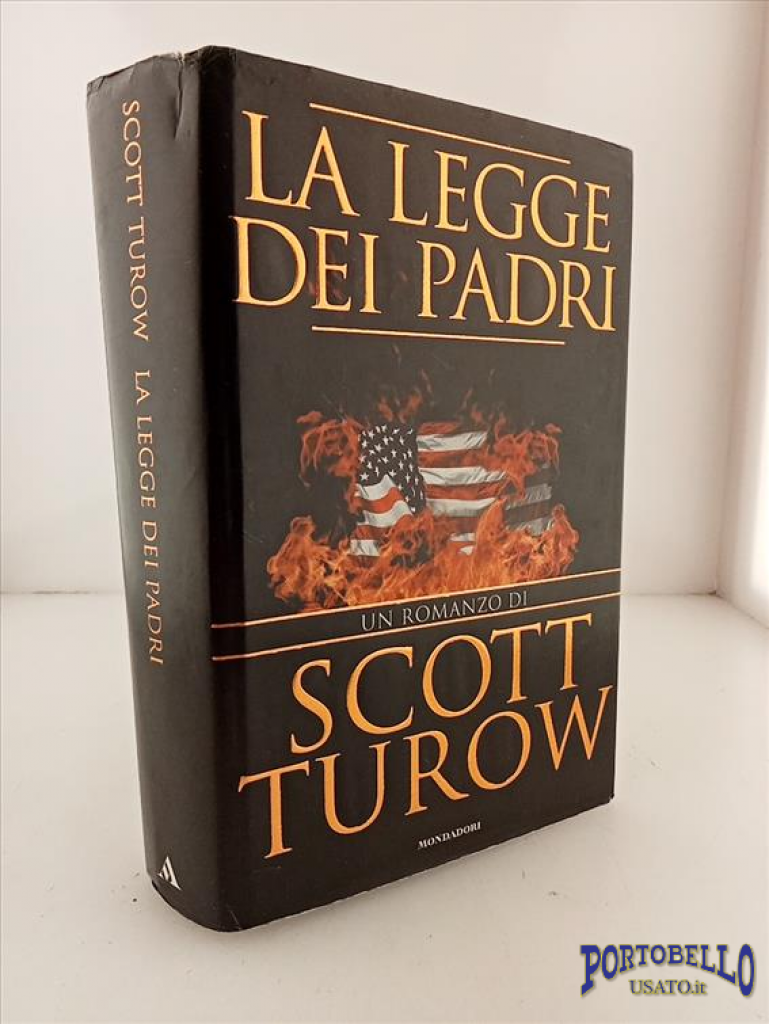 SCOTT TUROW LA LEGGE DEI PADRI
LA LEGGE
DEI PADRI
UN ROMANZO DI
SCOTT
TUROW
MONDADORI
PORTOBELLO
USATO.it